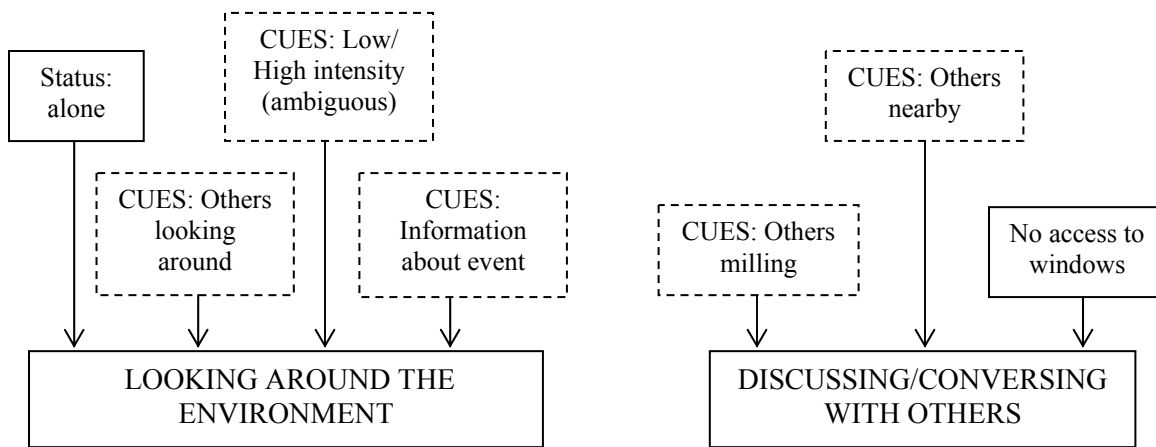 Status:
alone
CUES: Low/
High intensity
(ambiguous)
CUES: Others
looking
around
CUES:
Information
about event
LOOKING AROUND THE
ENVIRONMENT
CUES: Others
nearby
CUES: Others
milling
No access to
windows
DISCUSSING/CONVERSING
WITH OTHERS